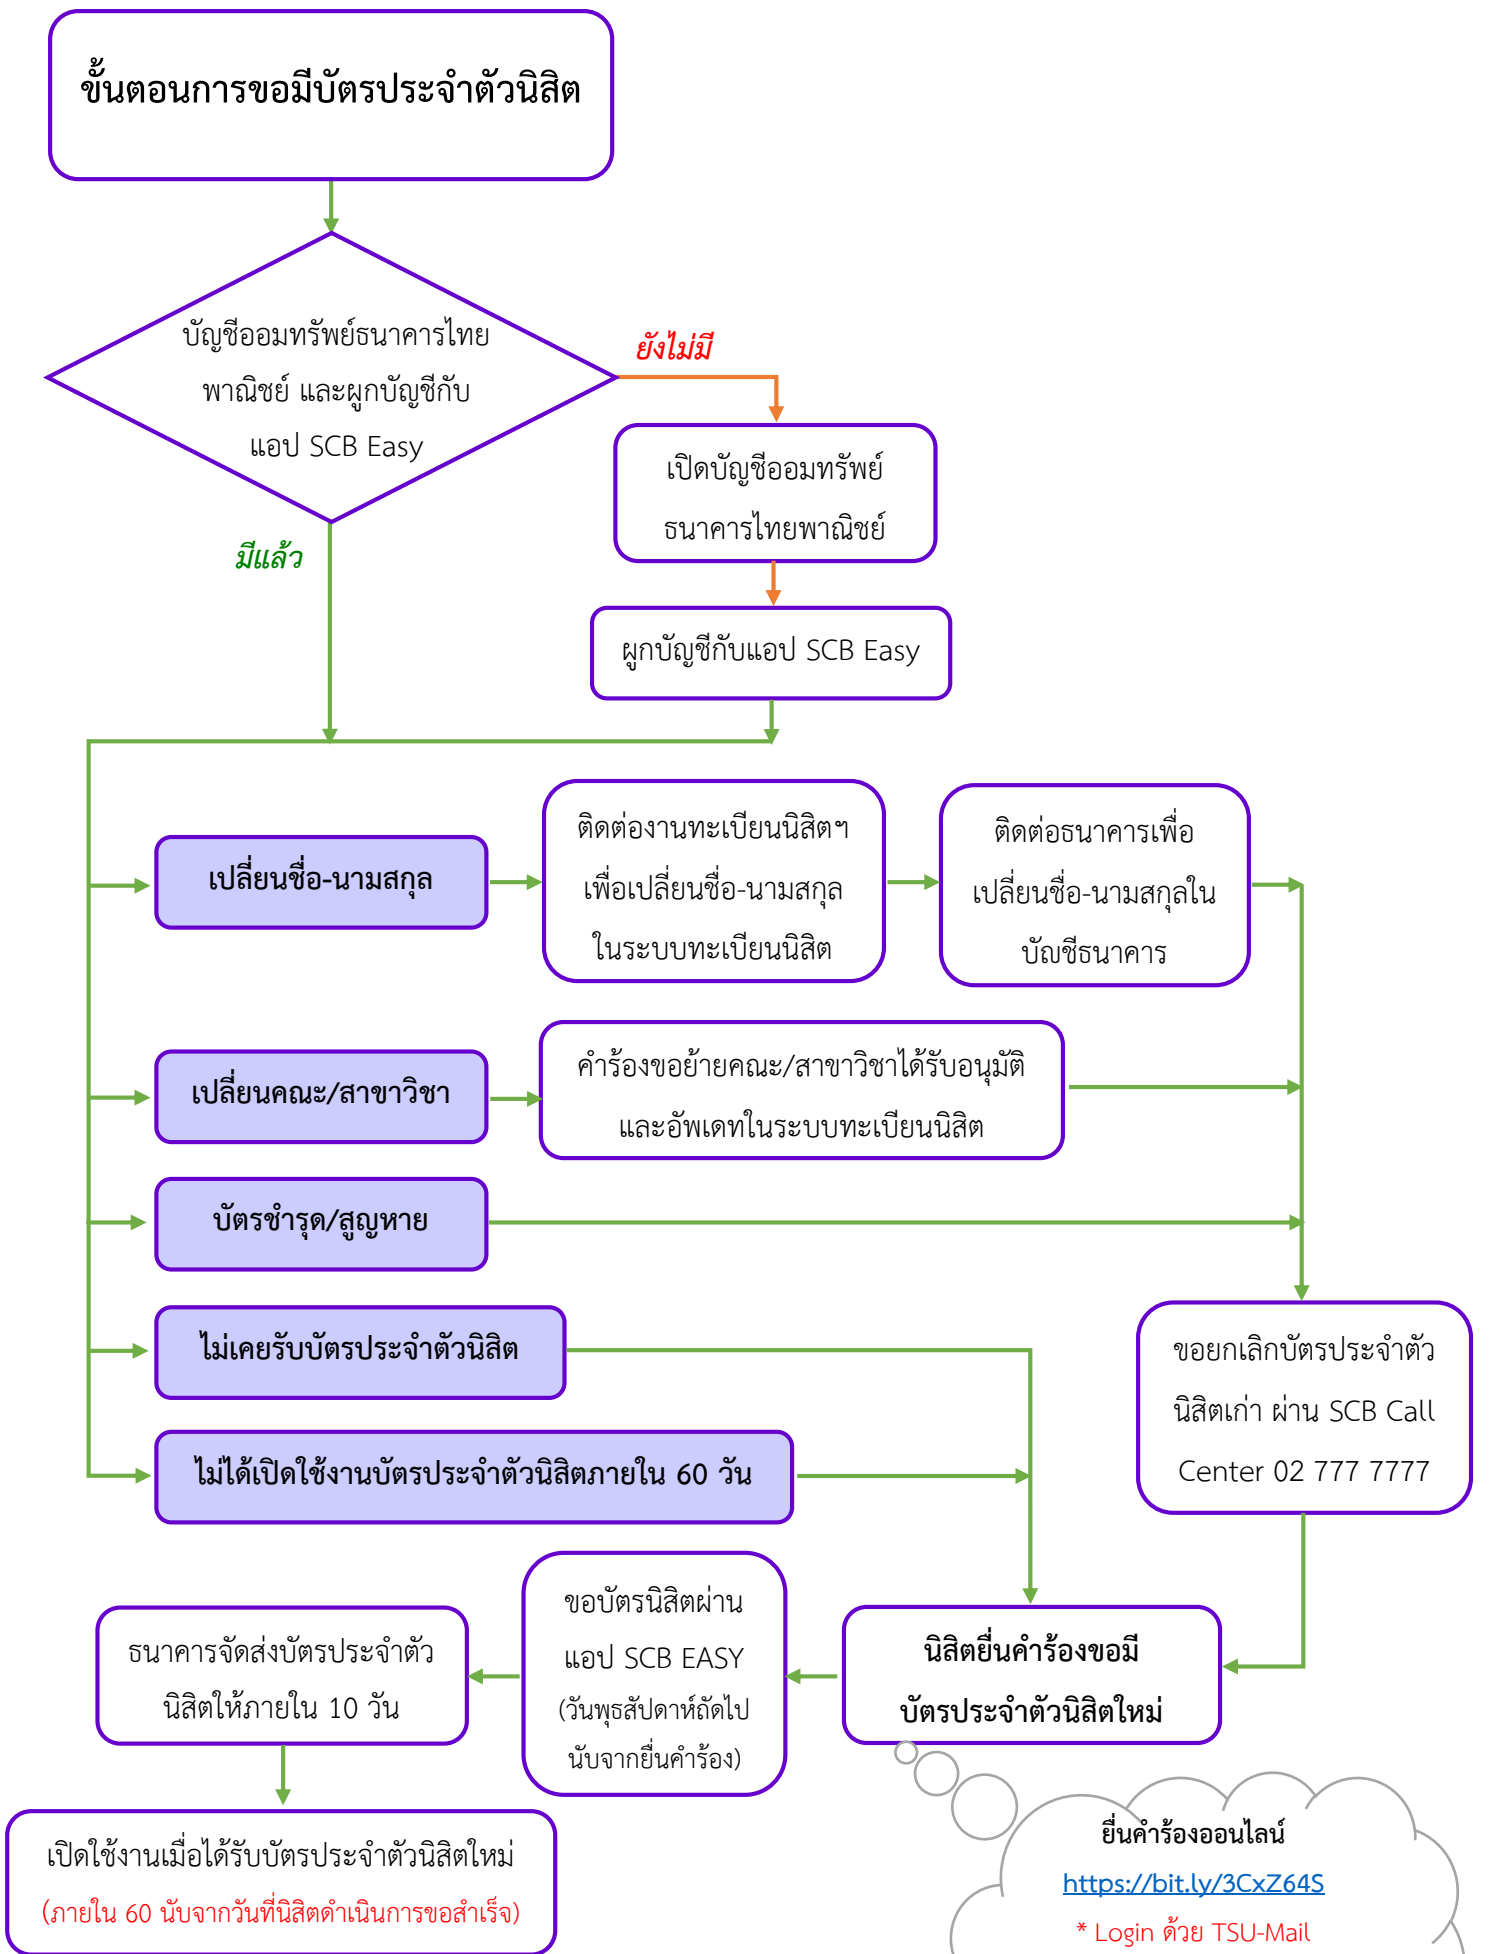 ขั้นตอนการขอมีบัตรประจำตัวนิสิต
บัญชีออมทรัพย์ธนาคารไทย
พาณิชย์ และผูกบัญชีกับ
แอป SCB Easy
ยังไม่มี
มีแล้ว
เปิดบัญชีออมทรัพย์
ธนาคารไทยพาณิชย์
ผูกบัญชีกับแอป SCB Easy
เปลี่ยนชื่อ-นามสกุล
ติดต่องานทะเบียนนิสิตฯ
เพื่อเปลี่ยนชื่อ-นามสกุล
ในระบบทะเบียนนิสิต
ติดต่อธนาคารเพื่อ
เปลี่ยนชื่อ-นามสกุลใน
บัญชีธนาคาร
เปลี่ยนคณะ/สาขาวิชา
คำร้องขอย้ายคณะ/สาขาวิชาได้รับอนุมัติ
และอัพเดทในระบบทะเบียนนิสิต
บัตรชำรุด/สูญหาย
ไม่เคยรับบัตรประจำตัวนิสิต
ไม่ได้เปิดใช้งานบัตรประจำตัวนิสิตภายใน 60 วัน
ขอยกเลิกบัตรประจำตัว
นิสิตเก่า ผ่าน SCB Call
Center 02 777 7777
นิสิตยื่นคำร้องขอมี
บัตรประจำตัวนิสิตใหม่
ขอบัตรนิสิตผ่าน
แอป SCB EASY
(วันพุธสัปดาห์ถัดไป
นับจากยื่นคำร้อง)
ธนาคารจัดส่งบัตรประจำตัว
นิสิตให้ภายใน 10 วัน
เปิดใช้งานเมื่อได้รับบัตรประจำตัวนิสิตใหม่
(ภายใน 60 นับจากวันที่นิสิตดำเนินการขอสำเร็จ)
ยื่นคำร้องออนไลน์
https://bit.ly/3CxZ64S
* Login ด้วย TSU-Mail